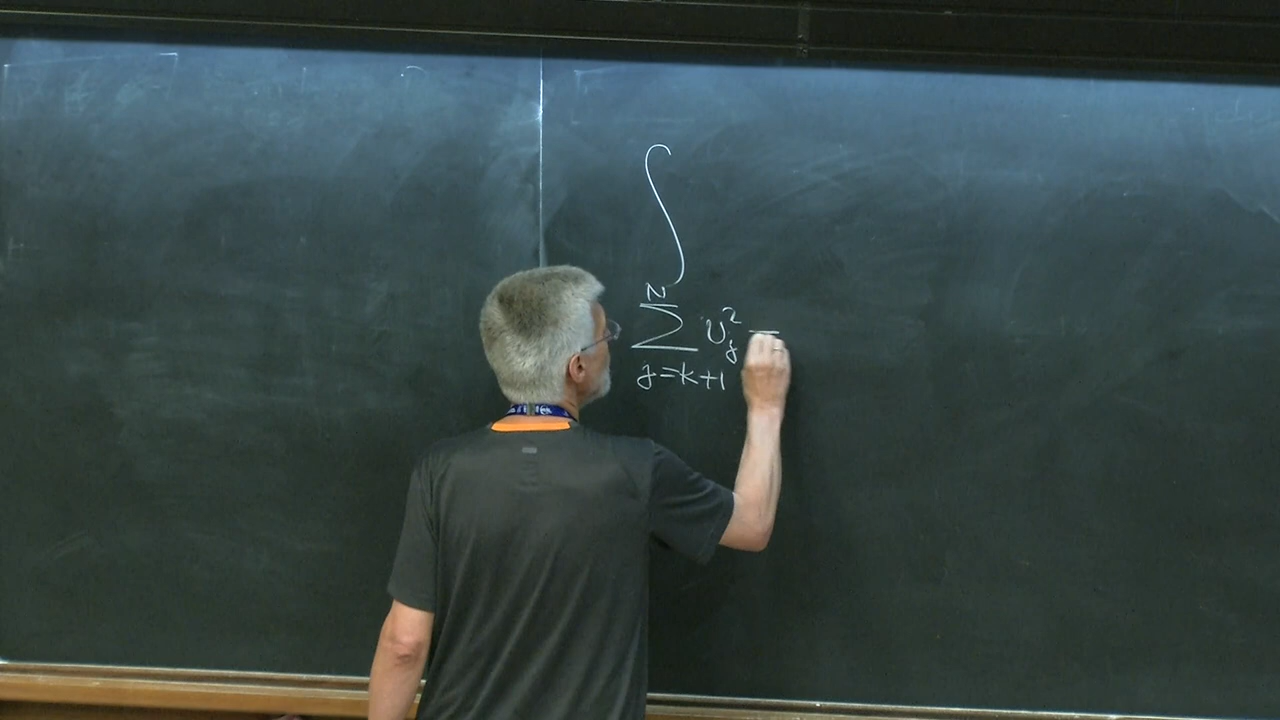 ∫
N
∑ v_j^2 =
j=k+1